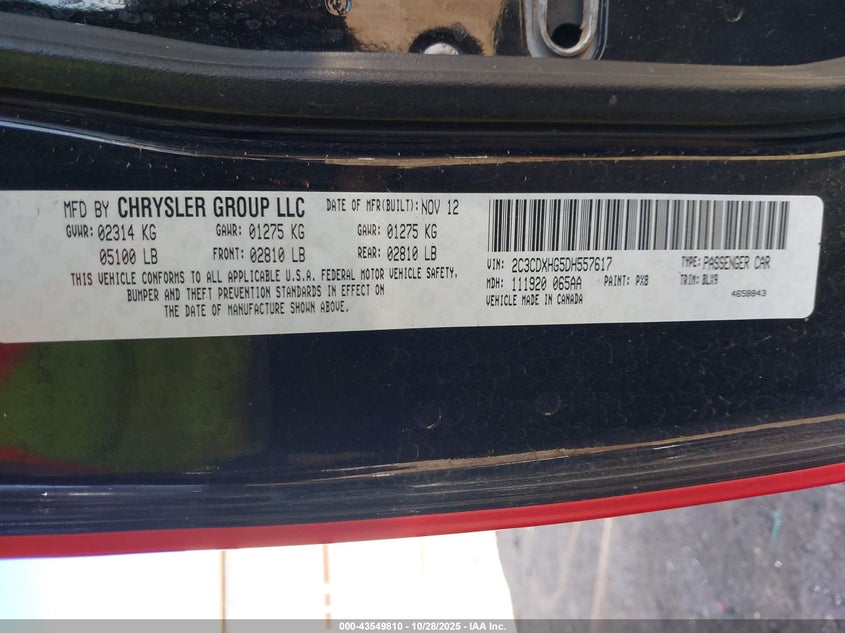 MFD BY CHRYSLER GROUP LLC DATE OF MFR(BUILT): NOV 12
GVWR: 02314 KG GAWR: 01275 KG GAWR: 01275 KG
05100 LB FRONT: 02810 LB REAR: 02810 LB
THIS VEHICLE CONFORMS TO ALL APPLICABLE U.S.A. FEDERAL MOTOR VEHICLE SAFETY,
BUMPER AND THEFT PREVENTION STANDARDS IN EFFECT ON
THE DATE OF MANUFACTURE SHOWN ABOVE.
VIN: 2C3CDXHG5DH557617 TYPE: PASSENGER CAR
MDH: 111920 065AA PAINT: PX8 TRIM: BLX9
VEHICLE MADE IN CANADA 4658843
000-43549810 - 10/28/2025 - IAA Inc.